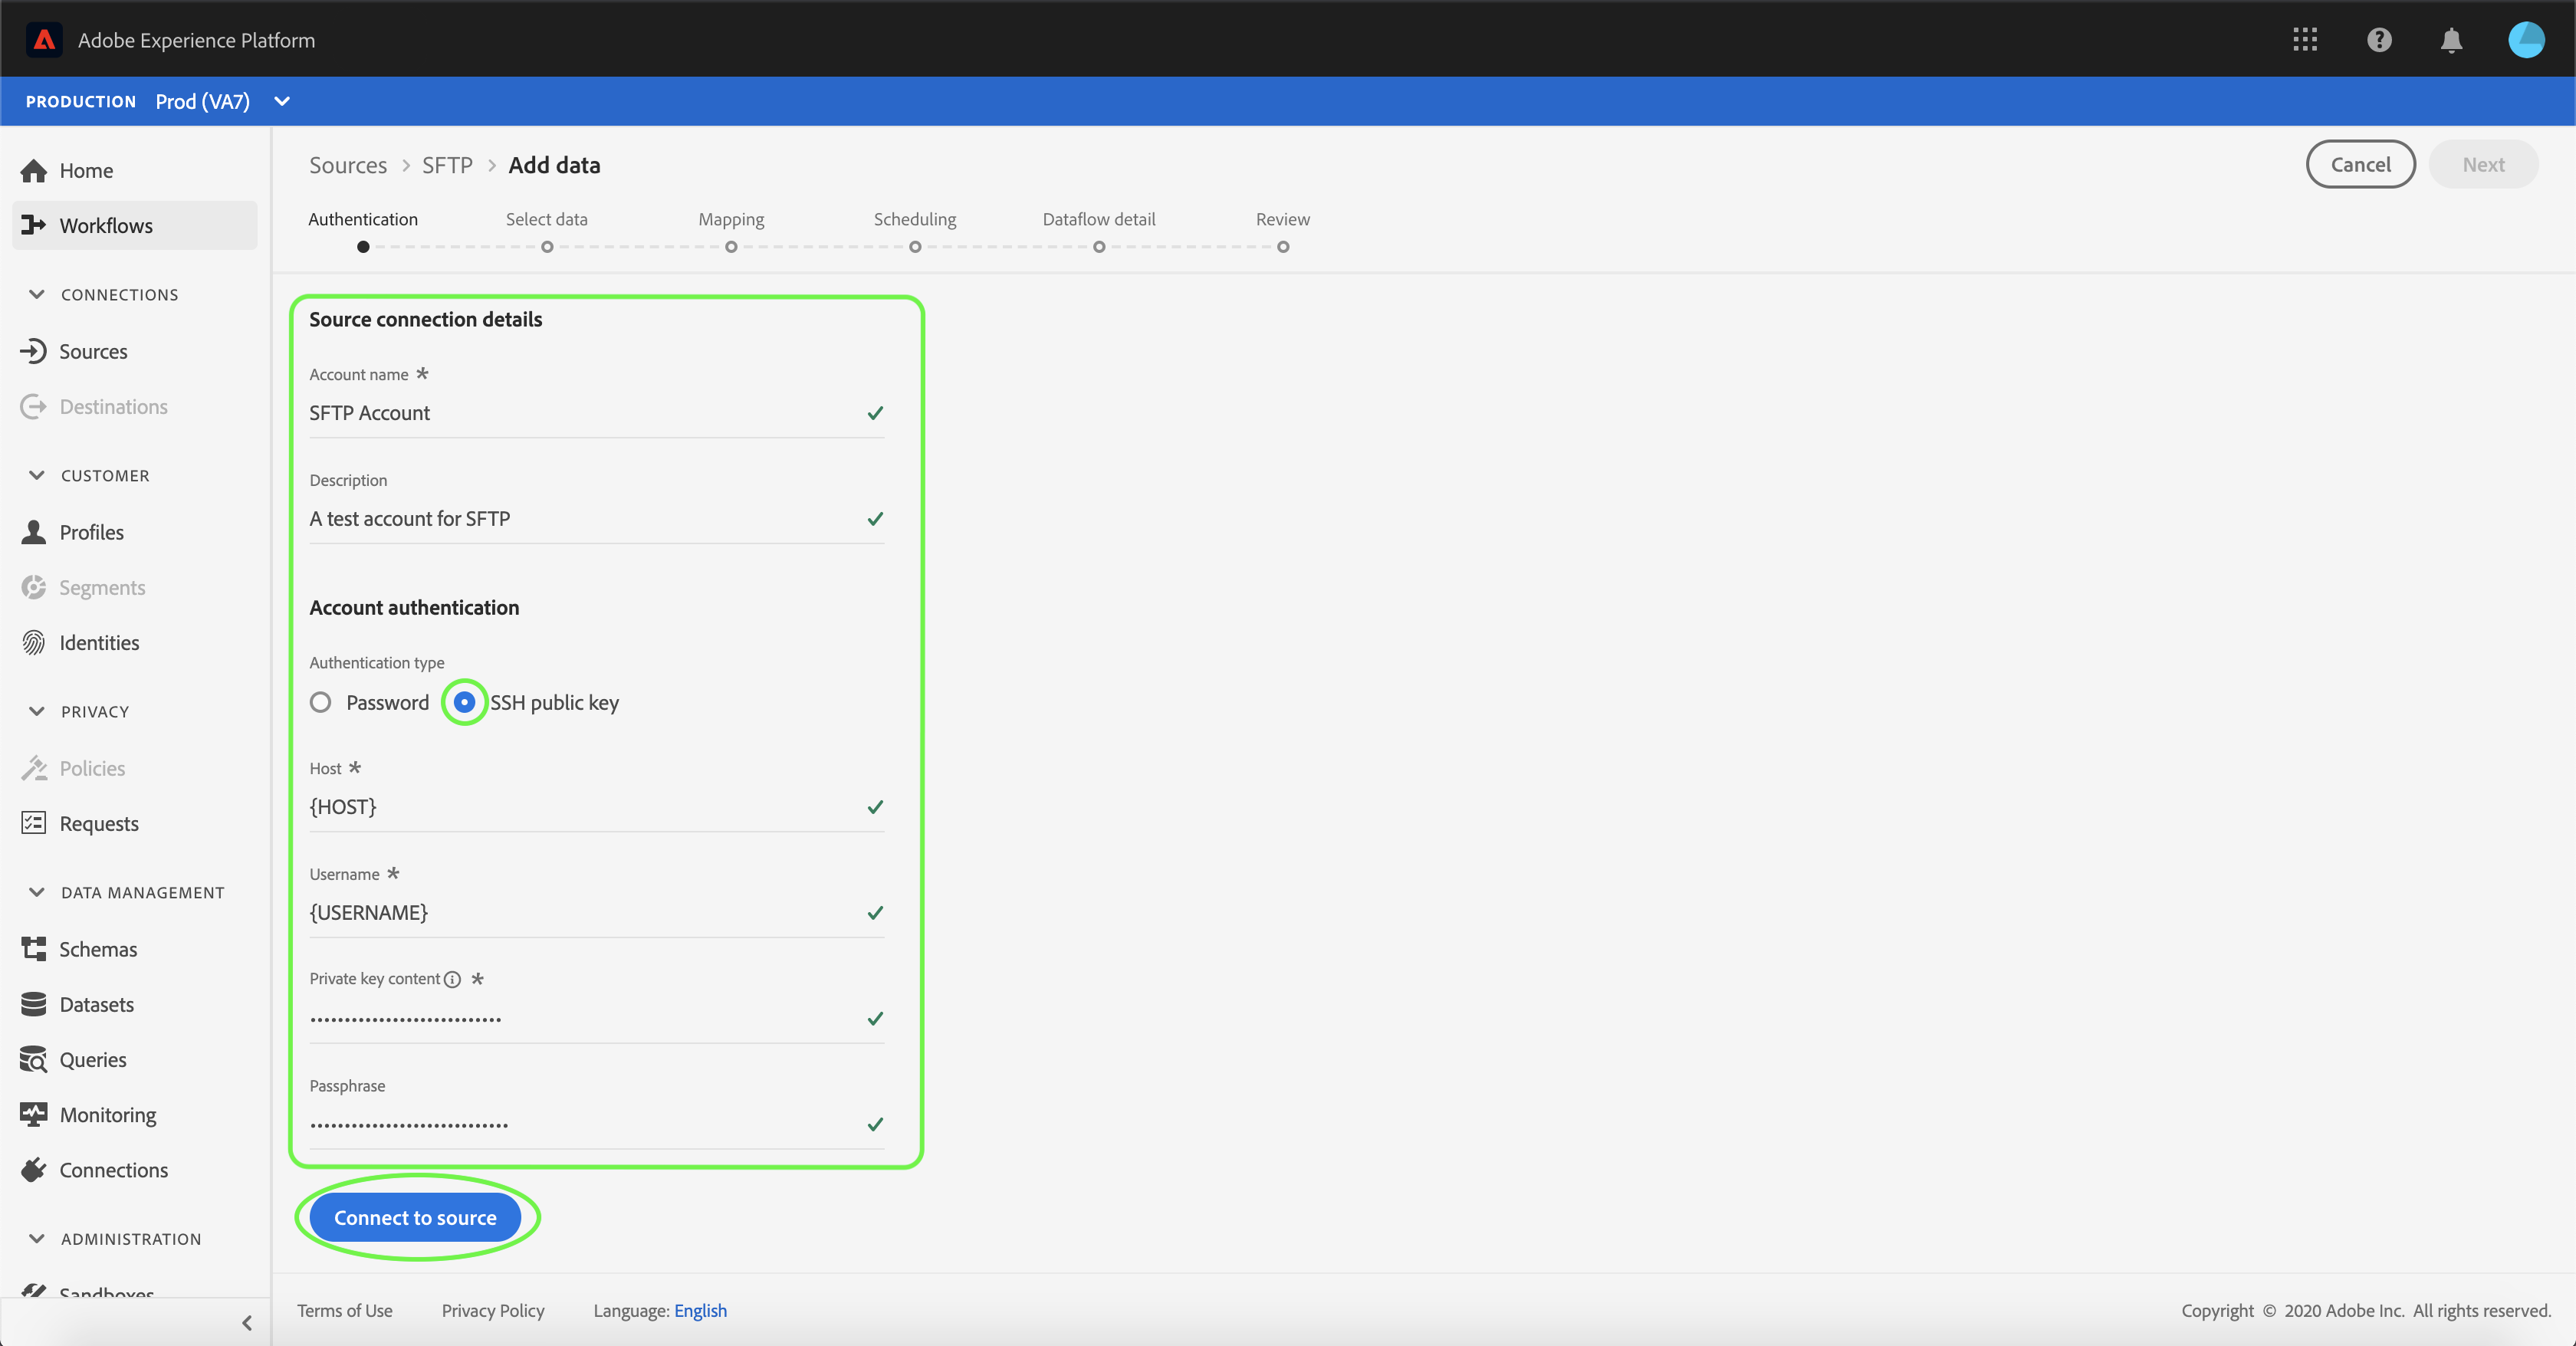 Adobe Experience Platform
PRODUCTION Prod (VA7)
Home
Workflows
CONNECTIONS
Sources
Destinations
CUSTOMER
Profiles
Segments
Identities
PRIVACY
Policies
Requests
DATA MANAGEMENT
Schemas
Datasets
Queries
Monitoring
Connections
ADMINISTRATION
Sandboxes
Sources > SFTP > Add data
Cancel Next
Authentication Select data Mapping Scheduling Dataflow detail Review
Source connection details
Account name *
SFTP Account
Description
A test account for SFTP
Account authentication
Authentication type
Password SSH public key
Host *
{HOST}
Username *
{USERNAME}
Private key content *
••••••••••••••••••••••••••••
Passphrase
•••••••••••••••••••••••••••••
Connect to source
Terms of Use Privacy Policy Language: English Copyright © 2020 Adobe Inc. All rights reserved.